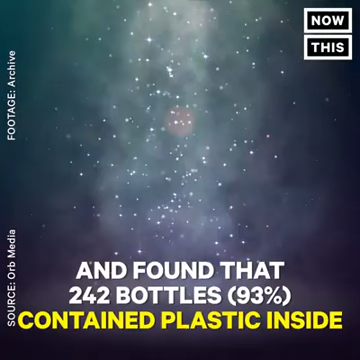 NOW
THIS
FOOTAGE: Archive
SOURCE: Orb Media
AND FOUND THAT
242 BOTTLES (93%)
CONTAINED PLASTIC INSIDE